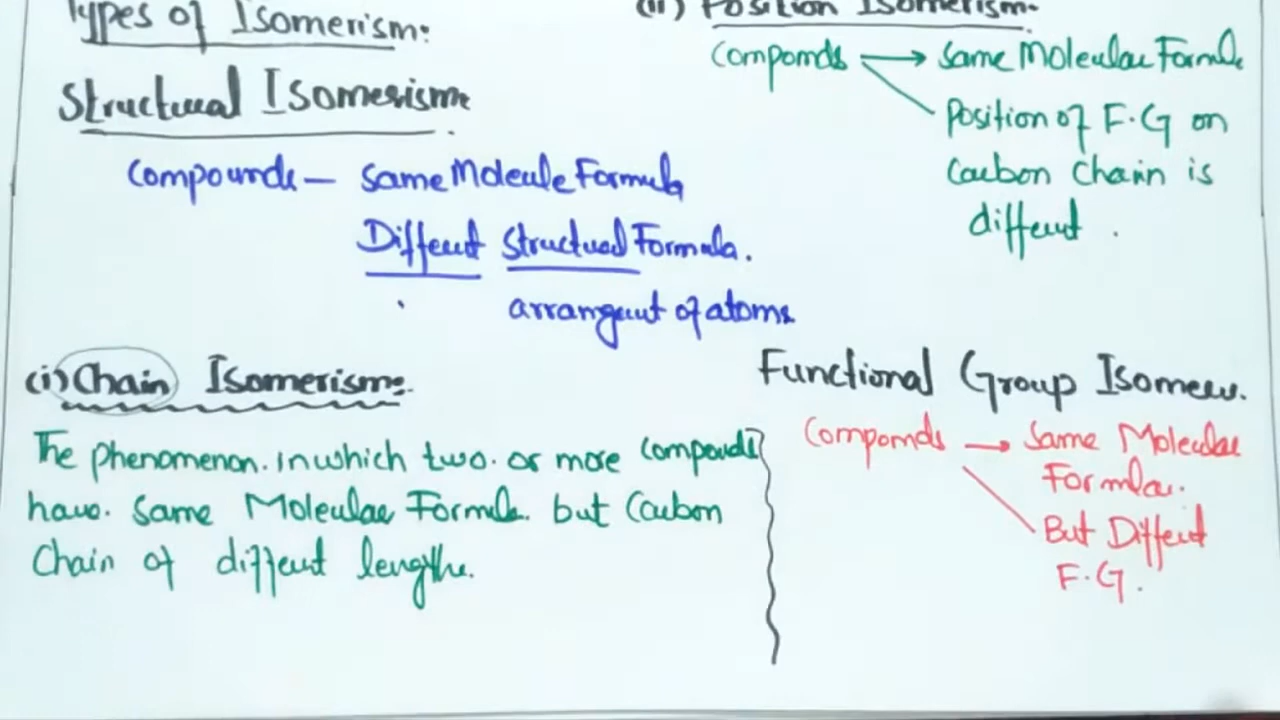 Types of Isomerism:
Structural Isomerism
Compounds – Same Molecule Formula
Different Structural Formula.
arrangement of atoms
(i) Chain Isomerism:
The phenomenon. in which two. or more Compounds
have. Same Molecular Formula. but Carbon
Chain of different lengths.
(ii) Position Isomerism.
Compounds → Same Molecular Formula
Position of F.G on
Carbon Chain is
different.
Functional Group Isomers.
Compounds → Same Molecular
Formula.
But Different
F.G.